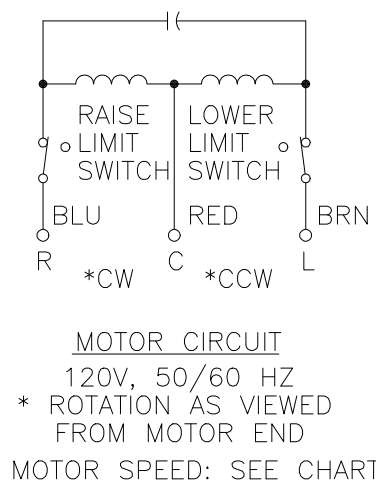 RAISE LOWER
LIMIT LIMIT
SWITCH SWITCH
BLU RED BRN
R C L
*CW *CCW
MOTOR CIRCUIT
120V, 50/60 HZ
* ROTATION AS VIEWED
FROM MOTOR END
MOTOR SPEED: SEE CHART